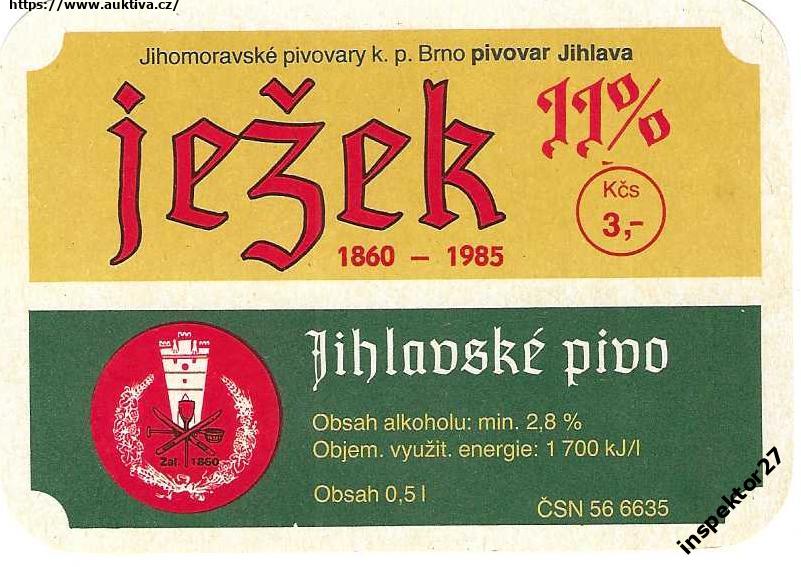 https://www.auktiva.cz/
Jihomoravské pivovary k. p. Brno pivovar Jihlava
ježek 11%
Kčs
3,-
1860 – 1985
Jihlavské pivo
Obsah alkoholu: min. 2,8 %
Objem. využit. energie: 1 700 kJ/l
Obsah 0,5 l
ČSN 56 6635
Zal. 1860
inspektor27